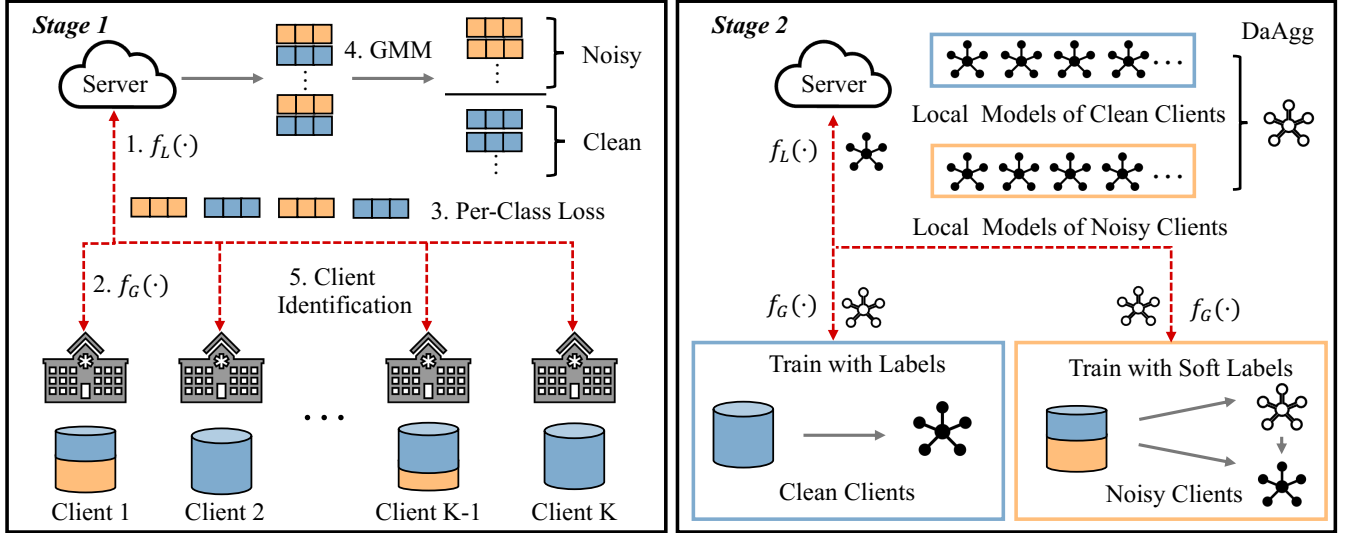 Stage 1
Server
4. GMM
Noisy
Clean
1. f_L(·)
3. Per-Class Loss
2. f_G(·)
5. Client
Identification
Client 1
Client 2
Client K-1
Client K
Stage 2
DaAgg
Server
Local Models of Clean Clients
f_L(·)
Local Models of Noisy Clients
f_G(·)
f_G(·)
Train with Labels
Clean Clients
Train with Soft Labels
Noisy Clients